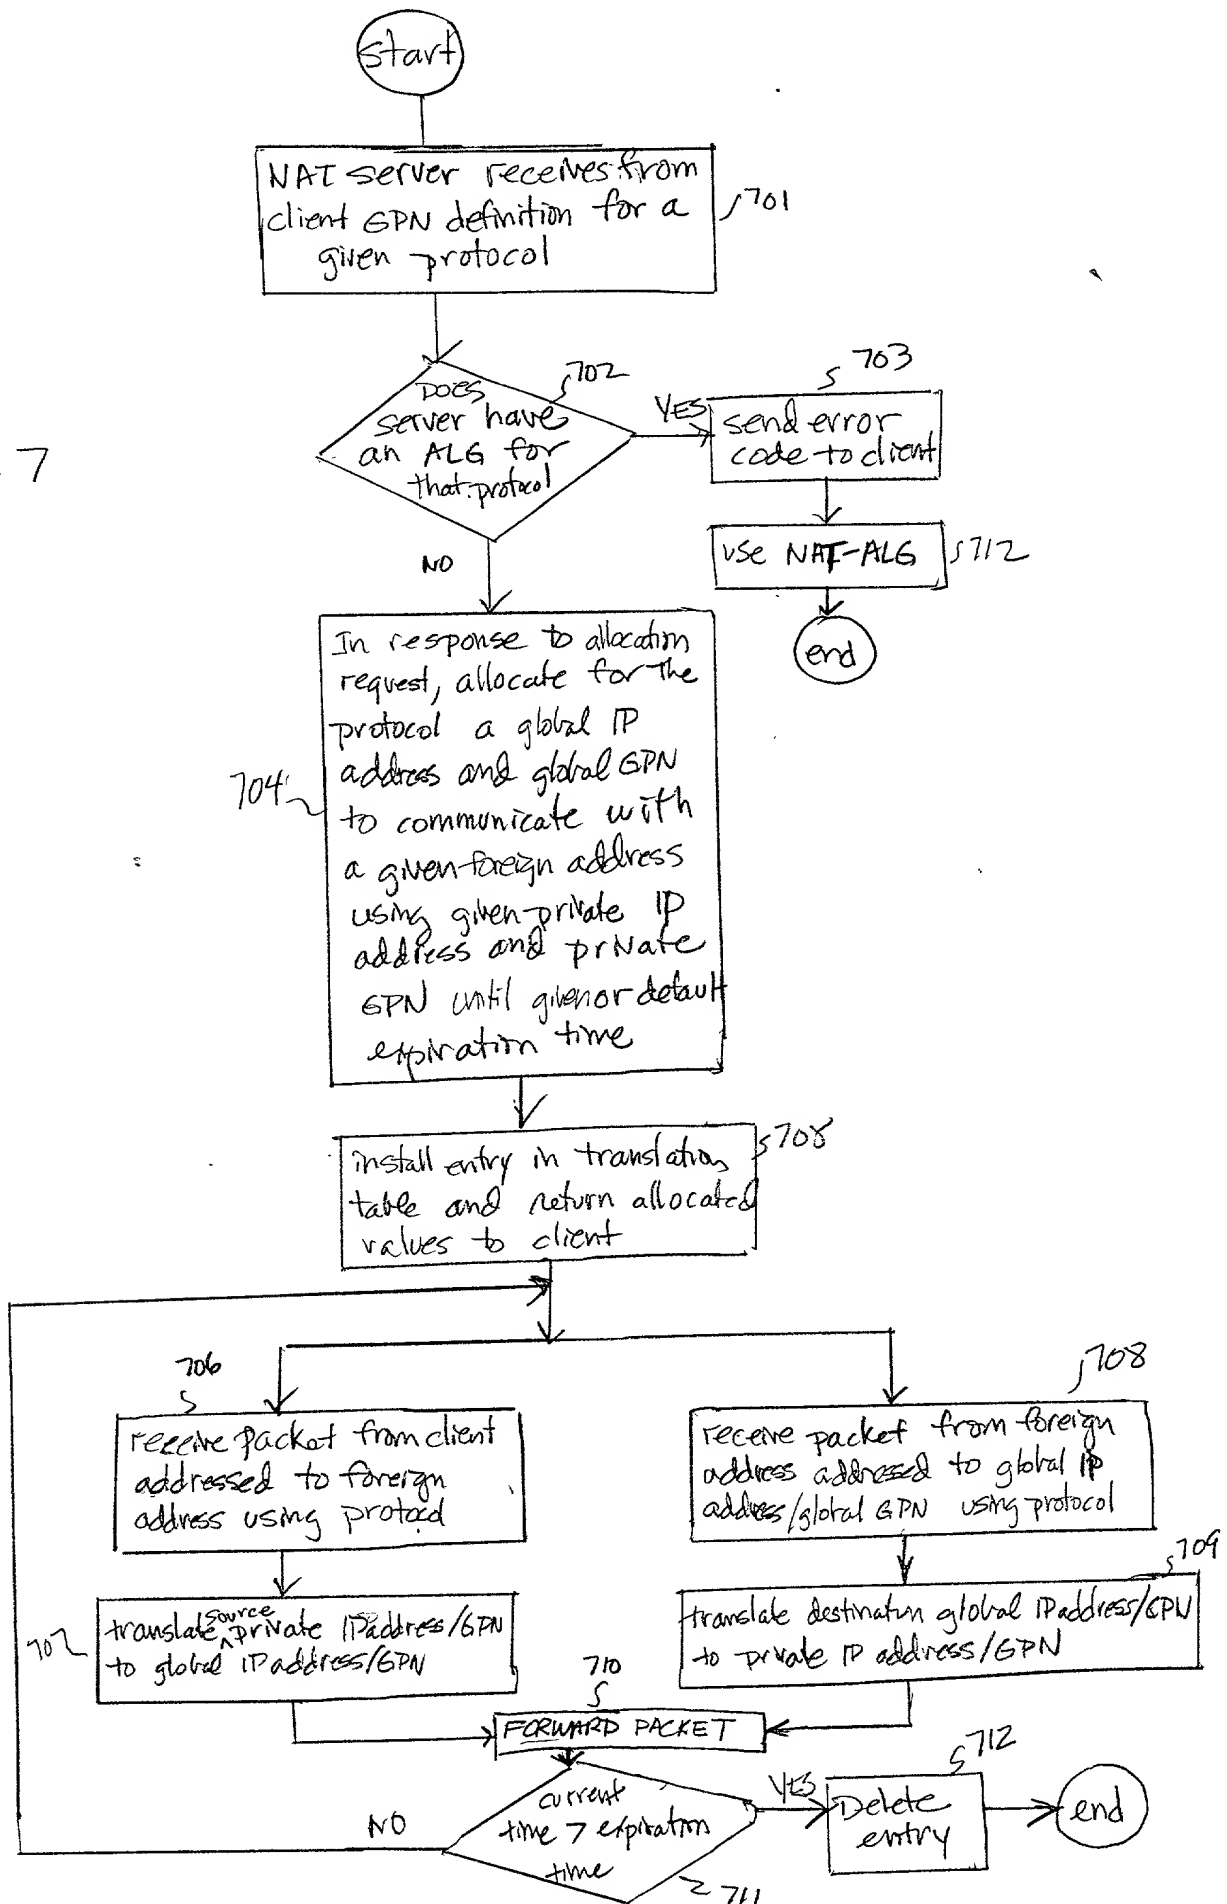 start
NAT server receives from
client GPN definition for a
given protocol
701
702
DOES
server have
an ALG for
that protocol
YES
703
send error
code to client
7
use NAT-ALG
712
NO
end
In response to allocation
request, allocate for the
protocol a global IP
address and global GPN
to communicate with
a given foreign address
using given private IP
address and private
GPN until given or default
expiration time
704
705
install entry in translation
table and return allocated
values to client
706
receive packet from client
addressed to foreign
address using protocol
708
receive packet from foreign
address addressed to global IP
address/global GPN using protocol
707
translate source private IP address/GPN
to global IP address/GPN
709
translate destination global IP address/GPN
to private IP address/GPN
710
FORWARD PACKET
current
time > expiration
time
711
NO
YES
712
Delete
entry
end